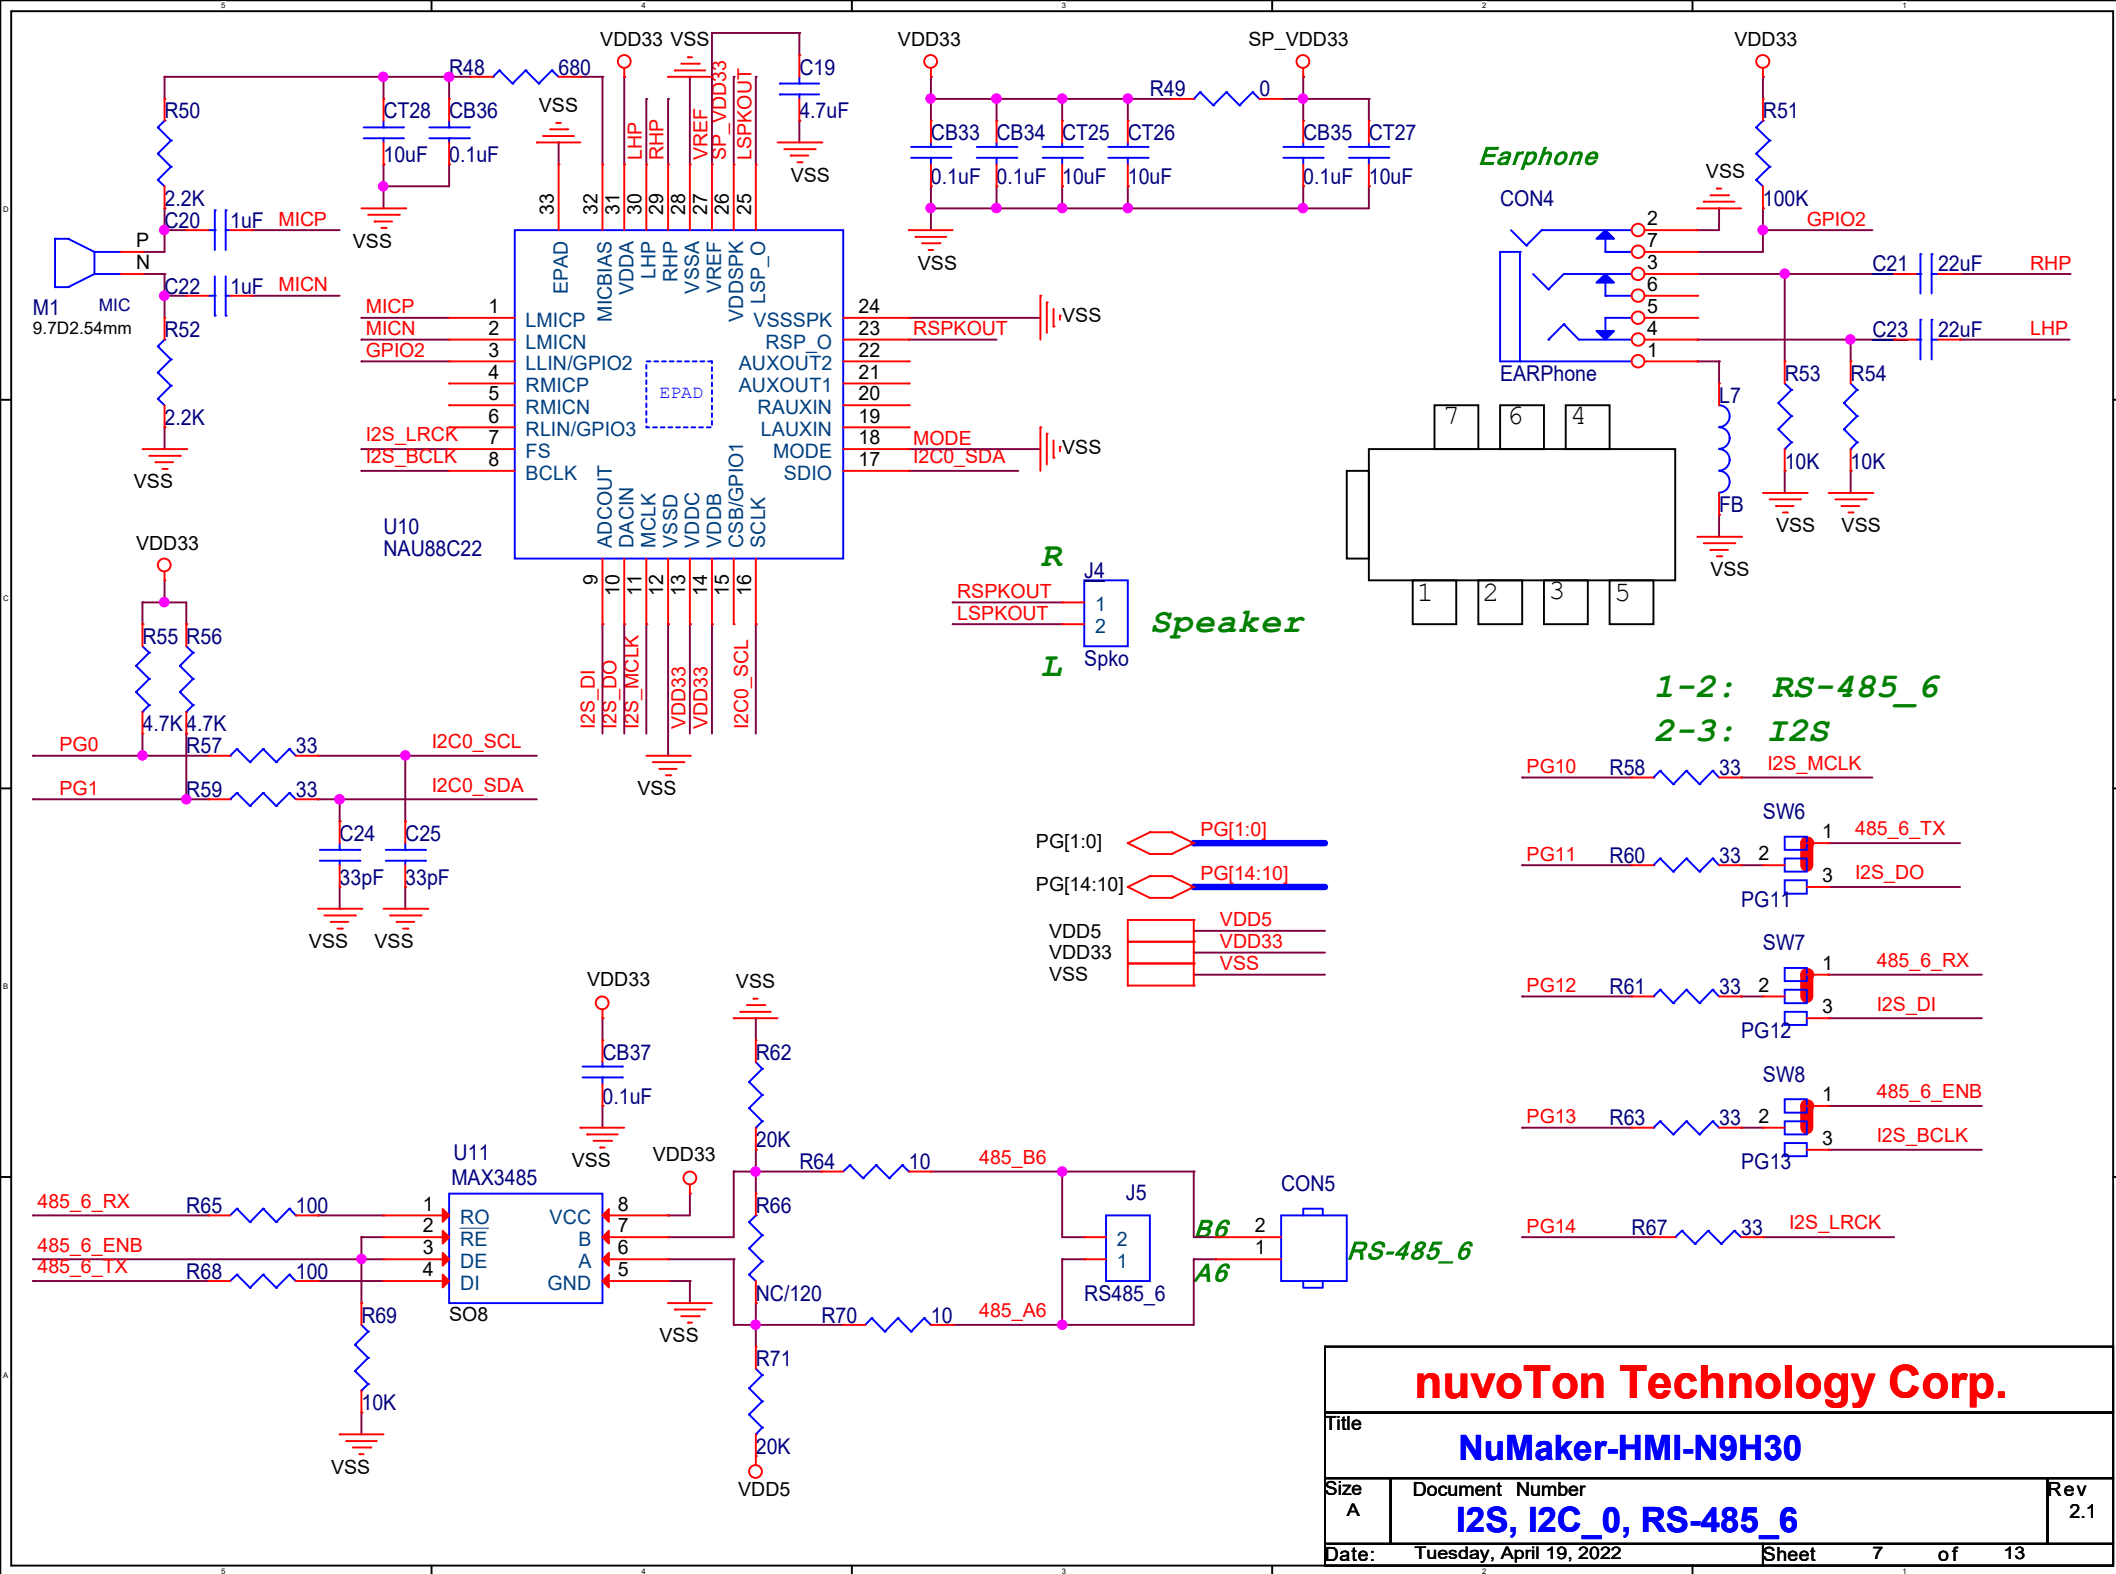 5 4 3 2 1
VDD33 VSS
R48 680
C19
4.7uF
VSS
R50
2.2K
CT28
10uF
CB36
0.1uF
VSS
VSS
LHP
RHP
VREF
SP_VDD33
LSPKOUT
33 32 31 30 29 28 27 26 25
C20 1uF MICP
P
N
C22 1uF MICN
M1 MIC
9.7D2.54mm
R52
2.2K
VSS
EPAD
MICBIAS
VDDA
LHP
RHP
VSSA
VREF
VDDSPK
LSP_O
MICP 1 LMICP
MICN 2 LMICN
GPIO2 3 LLIN/GPIO2
4 RMICP
5 RMICN
6 RLIN/GPIO3
I2S_LRCK 7 FS
I2S_BCLK 8 BCLK
EPAD
VSSSPK 24 VSS
RSP_O 23 RSPKOUT
AUXOUT2 22
AUXOUT1 21
RAUXIN 20
LAUXIN 19
MODE 18 MODE VSS
SDIO 17 I2C0_SDA
ADCOUT
DACIN
MCLK
VSSD
VDDC
VDDB
CSB/GPIO1
SCLK
U10
NAU88C22
9 10 11 12 13 14 15 16
I2S_DI
I2S_DO
I2S_MCLK
VDD33
VDD33
I2C0_SCL
VSS
VDD33 SP_VDD33
R49 0
CB33
0.1uF
CB34
0.1uF
CT25
10uF
CT26
10uF
CB35
0.1uF
CT27
10uF
VSS
Earphone
CON4
EARPhone
VDD33
R51
100K
VSS
GPIO2
2
7
3
6
5
4
1
C21 22uF RHP
C23 22uF LHP
R53
10K
R54
10K
L7
FB
VSS
VSS
VSS
7 6 4
1 2 3 5
R
J4
RSPKOUT 1
LSPKOUT 2
Speaker
L
Spko
VDD33
R55
4.7K
R56
4.7K
PG0 R57 33 I2C0_SCL
PG1 R59 33 I2C0_SDA
C24
33pF
C25
33pF
VSS VSS
1-2: RS-485_6
2-3: I2S
PG10 R58 33 I2S_MCLK
SW6
PG11 R60 33 2
1 485_6_TX
3 I2S_DO
PG11
SW7
PG12 R61 33 2
1 485_6_RX
3 I2S_DI
PG12
SW8
PG13 R63 33 2
1 485_6_ENB
3 I2S_BCLK
PG13
PG14 R67 33 I2S_LRCK
PG[1:0] PG[1:0]
PG[14:10] PG[14:10]
VDD5 VDD5
VDD33 VDD33
VSS VSS
VDD33
CB37
0.1uF
VSS
VSS
R62
20K
VDD33
U11
MAX3485
485_6_RX R65 100 1 RO
2 RE
485_6_ENB 3 DE
485_6_TX R68 100 4 DI
VCC 8
B 7
A 6
GND 5
SO8
VSS
R69
10K
VSS
R64 10 485_B6
R66
NC/120
R70 10 485_A6
R71
20K
VDD5
J5
2
1
RS485_6
B6 2
A6 1
CON5
RS-485_6
nuvoTon Technology Corp.
Title
NuMaker-HMI-N9H30
Size
A
Document Number
I2S, I2C_0, RS-485_6
Rev
2.1
Date: Tuesday, April 19, 2022 Sheet 7 of 13
D
C
B
A
5 4 2 1